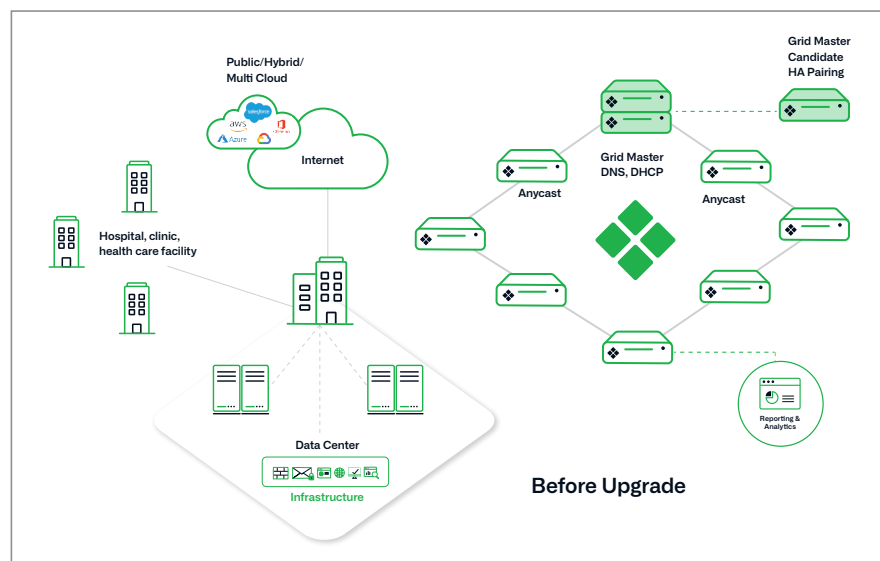 Public/Hybrid/
Multi Cloud
salesforce
aws
Azure
Internet
Hospital, clinic,
health care facility
Data Center
Infrastructure
Grid Master
Candidate
HA Pairing
Grid Master
DNS, DHCP
Anycast
Anycast
Reporting &
Analytics
Before Upgrade